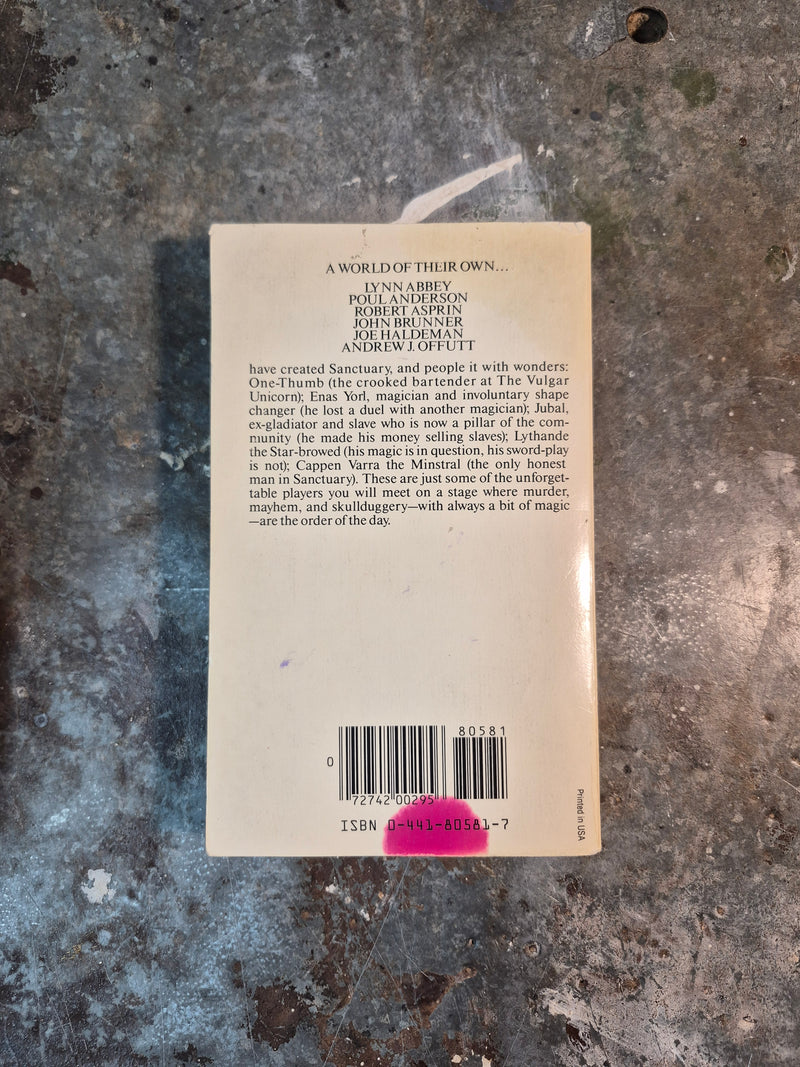 A WORLD OF THEIR OWN...
LYNN ABBEY
POUL ANDERSON
ROBERT ASPRIN
JOHN BRUNNER
JOE HALDEMAN
ANDREW J. OFFUTT
have created Sanctuary, and people it with wonders:
One-Thumb (the crooked bartender at The Vulgar
Unicorn); Enas Yorl, magician and involuntary shape
changer (he lost a duel with another magician); Jubal,
ex-gladiator and slave who is now a pillar of the com-
munity (he made his money selling slaves); Lythande
the Star-browed (his magic is in question, his sword-play
is not); Cappen Varra the Minstral (the only honest
man in Sanctuary). These are just some of the unforget-
table players you will meet on a stage where murder,
mayhem, and skullduggery—with always a bit of magic
—are the order of the day.
80581
0
72742 00295
ISBN 0-441-80581-7
Printed in USA